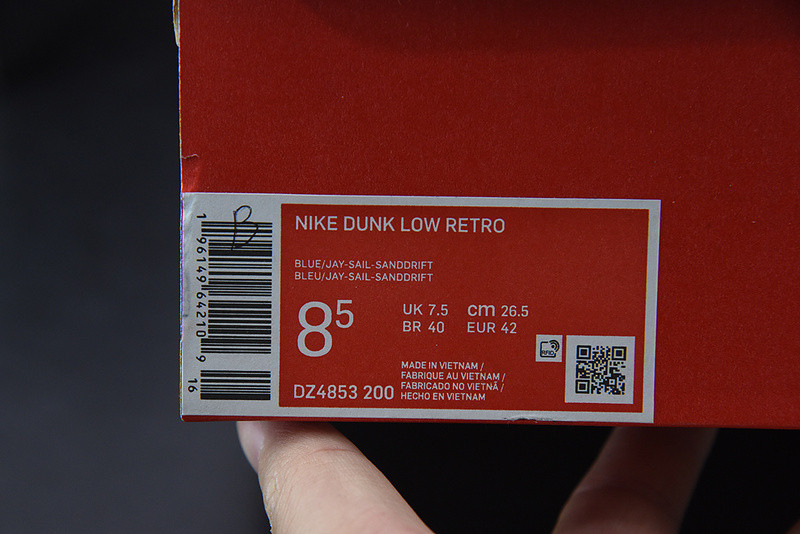 B
1 96149 64210 9
16
NIKE DUNK LOW RETRO
BLUE/JAY-SAIL-SANDDRIFT
BLEU/JAY-SAIL-SANDDRIFT
8⁵
UK 7.5 cm 26.5
BR 40 EUR 42
RFID
MADE IN VIETNAM /
FABRIQUE AU VIETNAM /
FABRICADO NO VIETNÃ /
HECHO EN VIETNAM
DZ4853 200